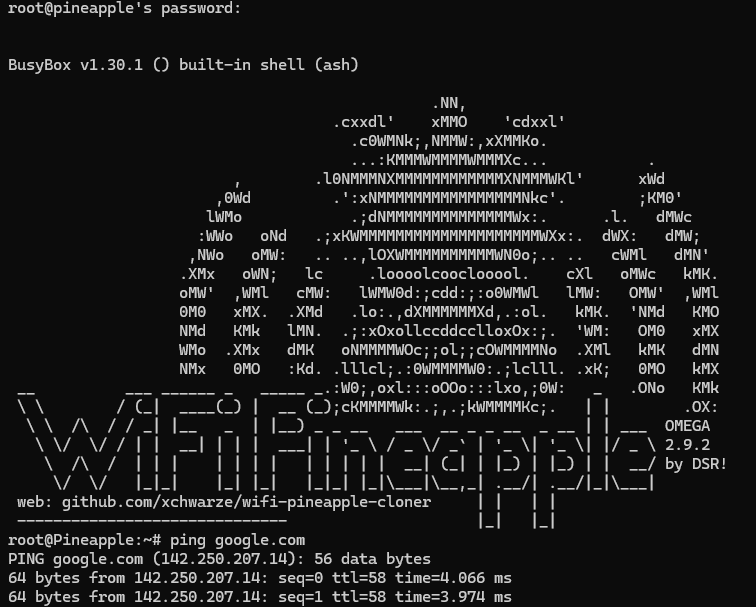 root@pineapple's password:
BusyBox v1.30.1 () built-in shell (ash)
WiFiPineapple
OMEGA
2.9.2
by DSR!
web: github.com/xchwarze/wifi-pineapple-cloner
------------------------------
root@Pineapple:~# ping google.com
PING google.com (142.250.207.14): 56 data bytes
64 bytes from 142.250.207.14: seq=0 ttl=58 time=4.066 ms
64 bytes from 142.250.207.14: seq=1 ttl=58 time=3.974 ms